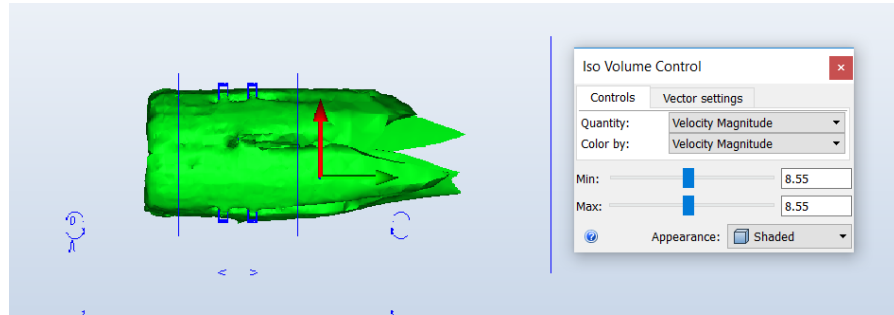 Iso Volume Control
Controls Vector settings
Quantity: Velocity Magnitude
Color by: Velocity Magnitude
Min: 8.55
Max: 8.55
Appearance: Shaded
< >